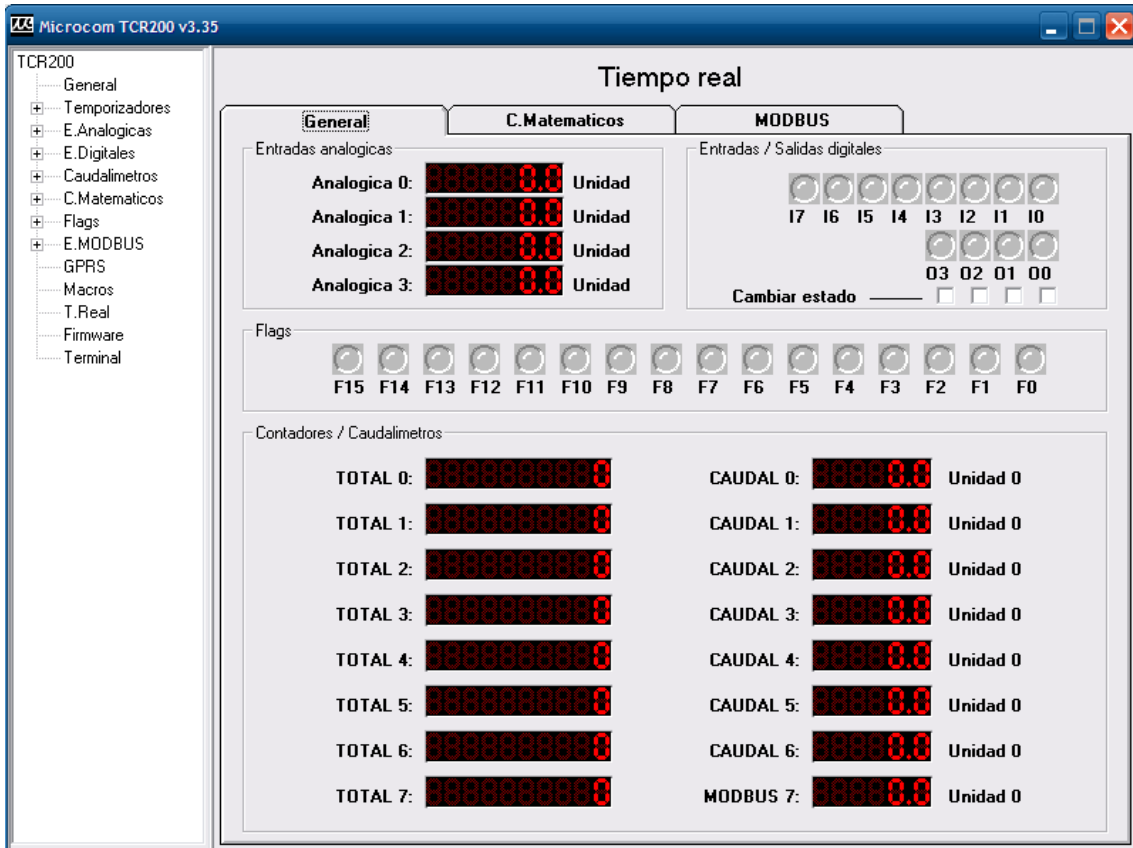 Microcom TCR200 v3.35
TCR200
General
Temporizadores
E.Analogicas
E.Digitales
Caudalimetros
C.Matematicos
Flags
E.MODBUS
GPRS
Macros
T.Real
Firmware
Terminal
Tiempo real
General C.Matematicos MODBUS
Entradas analogicas
Analogica 0: 0.0 Unidad
Analogica 1: 0.0 Unidad
Analogica 2: 0.0 Unidad
Analogica 3: 0.0 Unidad
Entradas / Salidas digitales
I7 I6 I5 I4 I3 I2 I1 I0
O3 O2 O1 O0
Cambiar estado
Flags
F15 F14 F13 F12 F11 F10 F9 F8 F7 F6 F5 F4 F3 F2 F1 F0
Contadores / Caudalimetros
TOTAL 0: 0 CAUDAL 0: 0.0 Unidad 0
TOTAL 1: 0 CAUDAL 1: 0.0 Unidad 0
TOTAL 2: 0 CAUDAL 2: 0.0 Unidad 0
TOTAL 3: 0 CAUDAL 3: 0.0 Unidad 0
TOTAL 4: 0 CAUDAL 4: 0.0 Unidad 0
TOTAL 5: 0 CAUDAL 5: 0.0 Unidad 0
TOTAL 6: 0 CAUDAL 6: 0.0 Unidad 0
TOTAL 7: 0 MODBUS 7: 0.0 Unidad 0